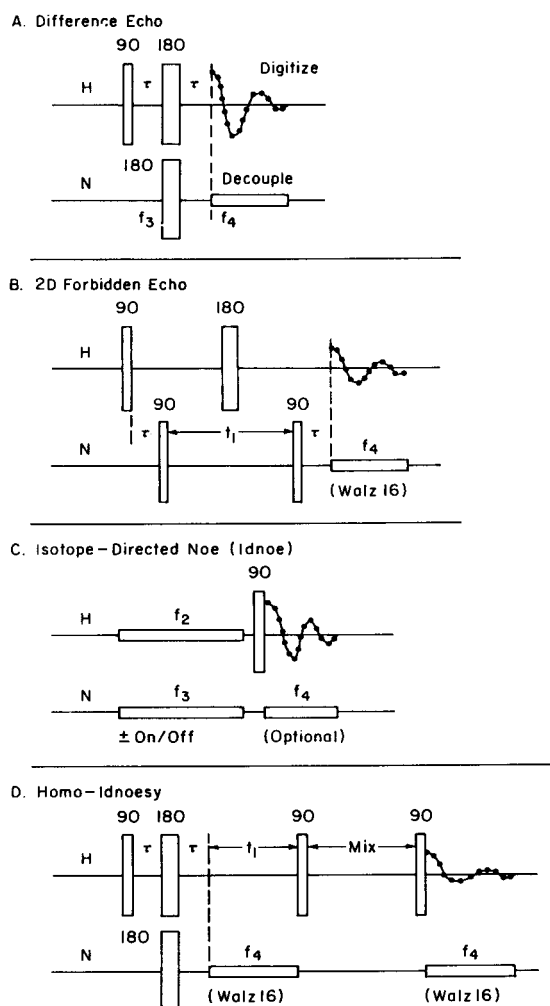 A. Difference Echo
90 180
H τ τ Digitize
180
N Decouple
f3 f4
B. 2D Forbidden Echo
90 180
H
90 90
τ t1 τ f4
N
(Walz 16)
C. Isotope-Directed Noe (Idnoe)
90
H f2
N f3 f4
± On/Off (Optional)
D. Homo-Idnoesy
90 180 90 90
τ τ t1 Mix
H
180
N f4 f4
(Walz 16) (Walz 16)